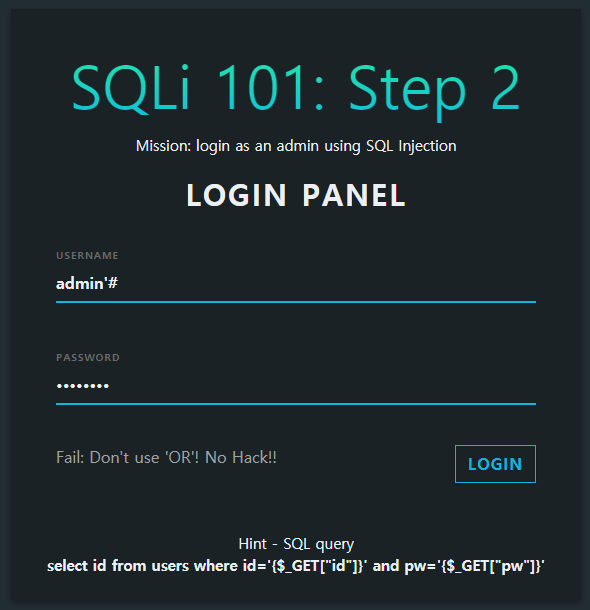 SQLi 101: Step 2
Mission: login as an admin using SQL Injection
LOGIN PANEL
USERNAME
admin'#
PASSWORD
••••••••
Fail: Don't use 'OR'! No Hack!!
LOGIN
Hint - SQL query
select id from users where id='{$_GET["id"]}' and pw='{$_GET["pw"]}'